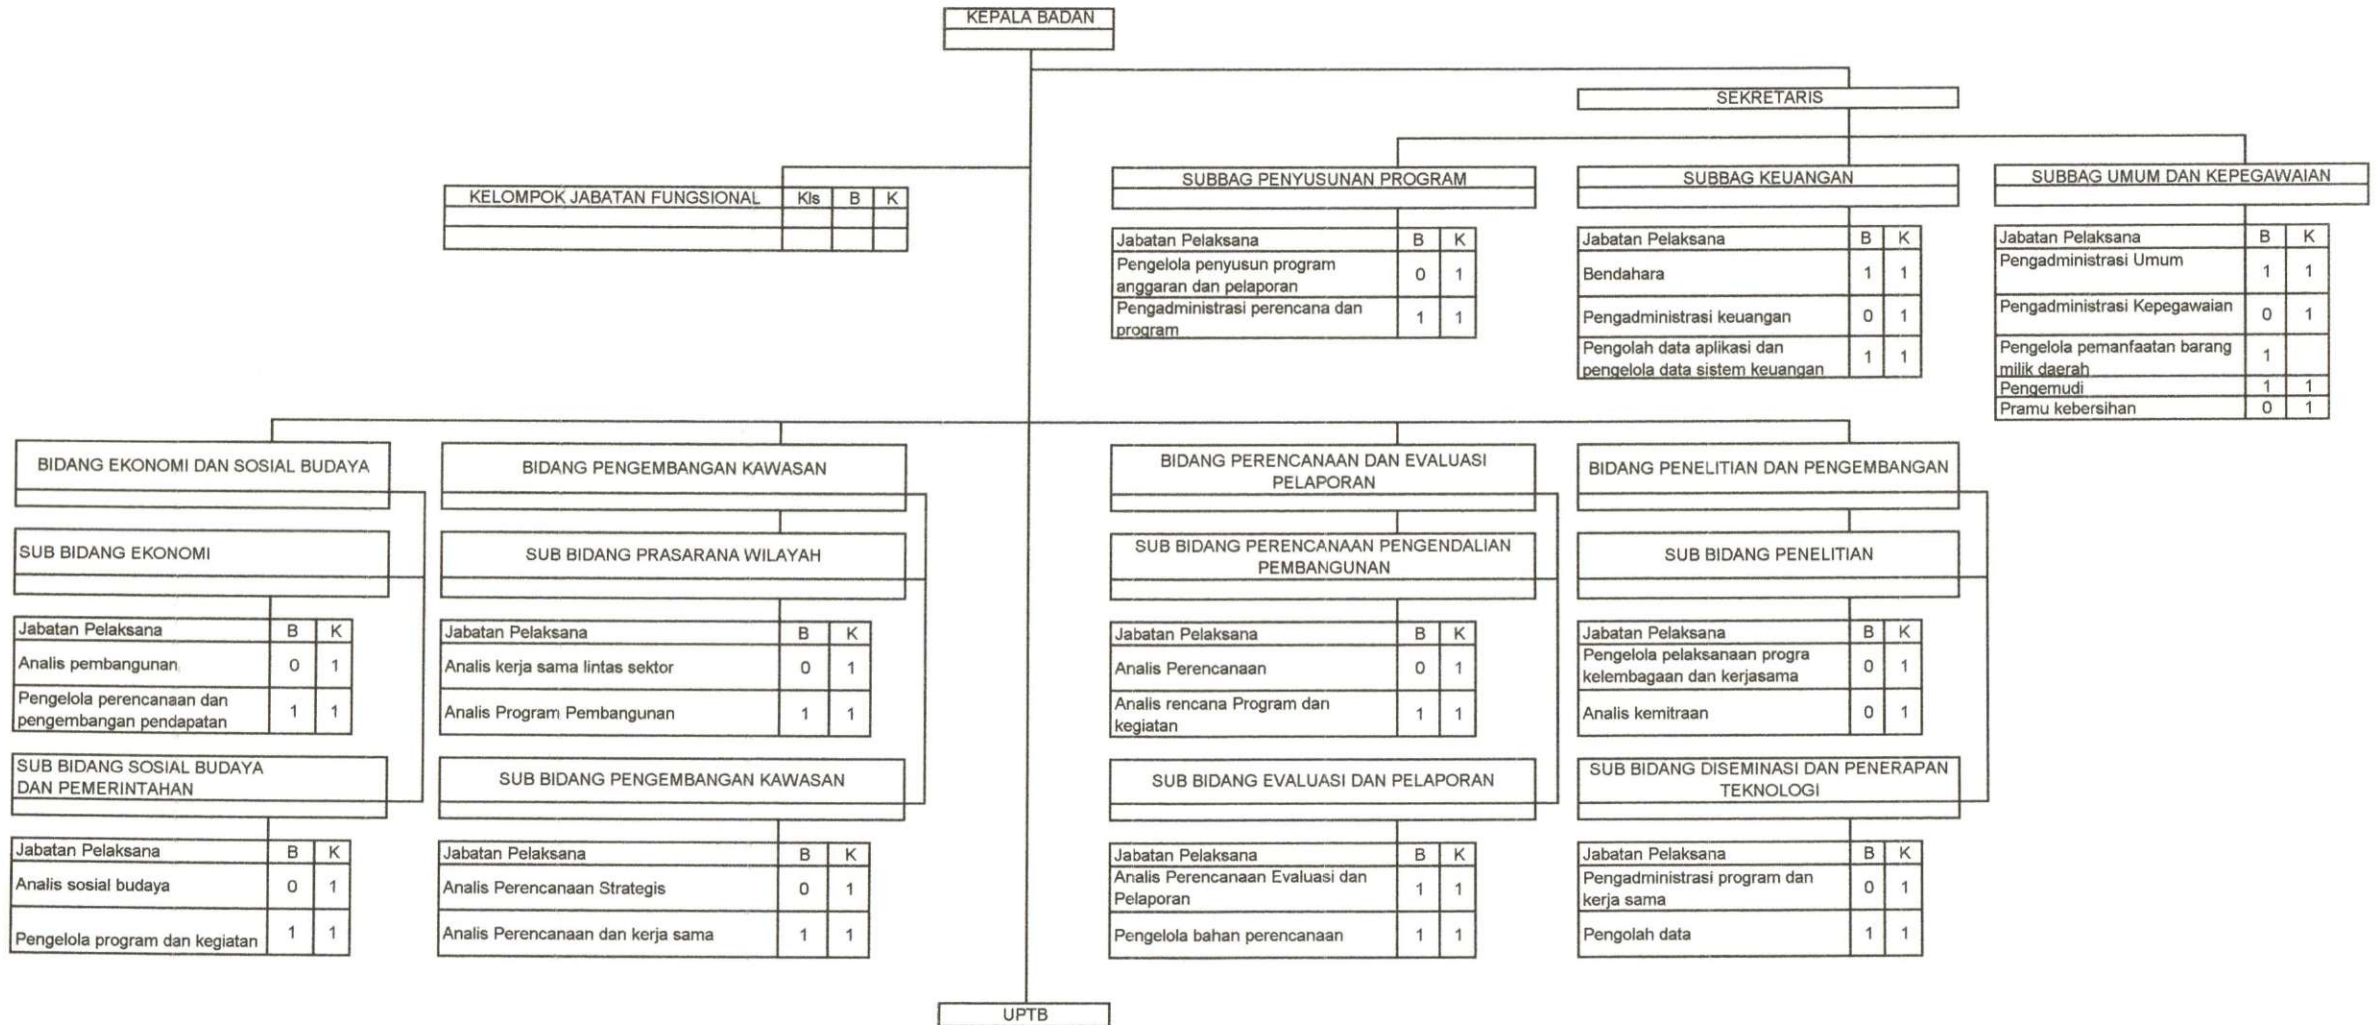 KEPALA BADAN
SEKRETARIS
KELOMPOK JABATAN FUNGSIONAL Kls B K
SUBBAG PENYUSUNAN PROGRAM
Jabatan Pelaksana B K
Pengelola penyusun program
anggaran dan pelaporan 0 1
Pengadministrasi perencana dan
program 1 1
SUBBAG KEUANGAN
Jabatan Pelaksana B K
Bendahara 1 1
Pengadministrasi keuangan 0 1
Pengolah data aplikasi dan
pengelola data sistem keuangan 1 1
SUBBAG UMUM DAN KEPEGAWAIAN
Jabatan Pelaksana B K
Pengadministrasi Umum 1 1
Pengadministrasi Kepegawaian 0 1
Pengelola pemanfaatan barang
milik daerah 1
Pengemudi 1 1
Pramu kebersihan 0 1
BIDANG EKONOMI DAN SOSIAL BUDAYA
SUB BIDANG EKONOMI
Jabatan Pelaksana B K
Analis pembangunan 0 1
Pengelola perencanaan dan
pengembangan pendapatan 1 1
SUB BIDANG SOSIAL BUDAYA
DAN PEMERINTAHAN
Jabatan Pelaksana B K
Analis sosial budaya 0 1
Pengelola program dan kegiatan 1 1
BIDANG PENGEMBANGAN KAWASAN
SUB BIDANG PRASARANA WILAYAH
Jabatan Pelaksana B K
Analis kerja sama lintas sektor 0 1
Analis Program Pembangunan 1 1
SUB BIDANG PENGEMBANGAN KAWASAN
Jabatan Pelaksana B K
Analis Perencanaan Strategis 0 1
Analis Perencanaan dan kerja sama 1 1
BIDANG PERENCANAAN DAN EVALUASI
PELAPORAN
SUB BIDANG PERENCANAAN PENGENDALIAN
PEMBANGUNAN
Jabatan Pelaksana B K
Analis Perencanaan 0 1
Analis rencana Program dan
kegiatan 1 1
SUB BIDANG EVALUASI DAN PELAPORAN
Jabatan Pelaksana B K
Analis Perencanaan Evaluasi dan
Pelaporan 1 1
Pengelola bahan perencanaan 1 1
BIDANG PENELITIAN DAN PENGEMBANGAN
SUB BIDANG PENELITIAN
Jabatan Pelaksana B K
Pengelola pelaksanaan progra
kelembagaan dan kerjasama 0 1
Analis kemitraan 0 1
SUB BIDANG DISEMINASI DAN PENERAPAN
TEKNOLOGI
Jabatan Pelaksana B K
Pengadministrasi program dan
kerja sama 0 1
Pengolah data 1 1
UPTB